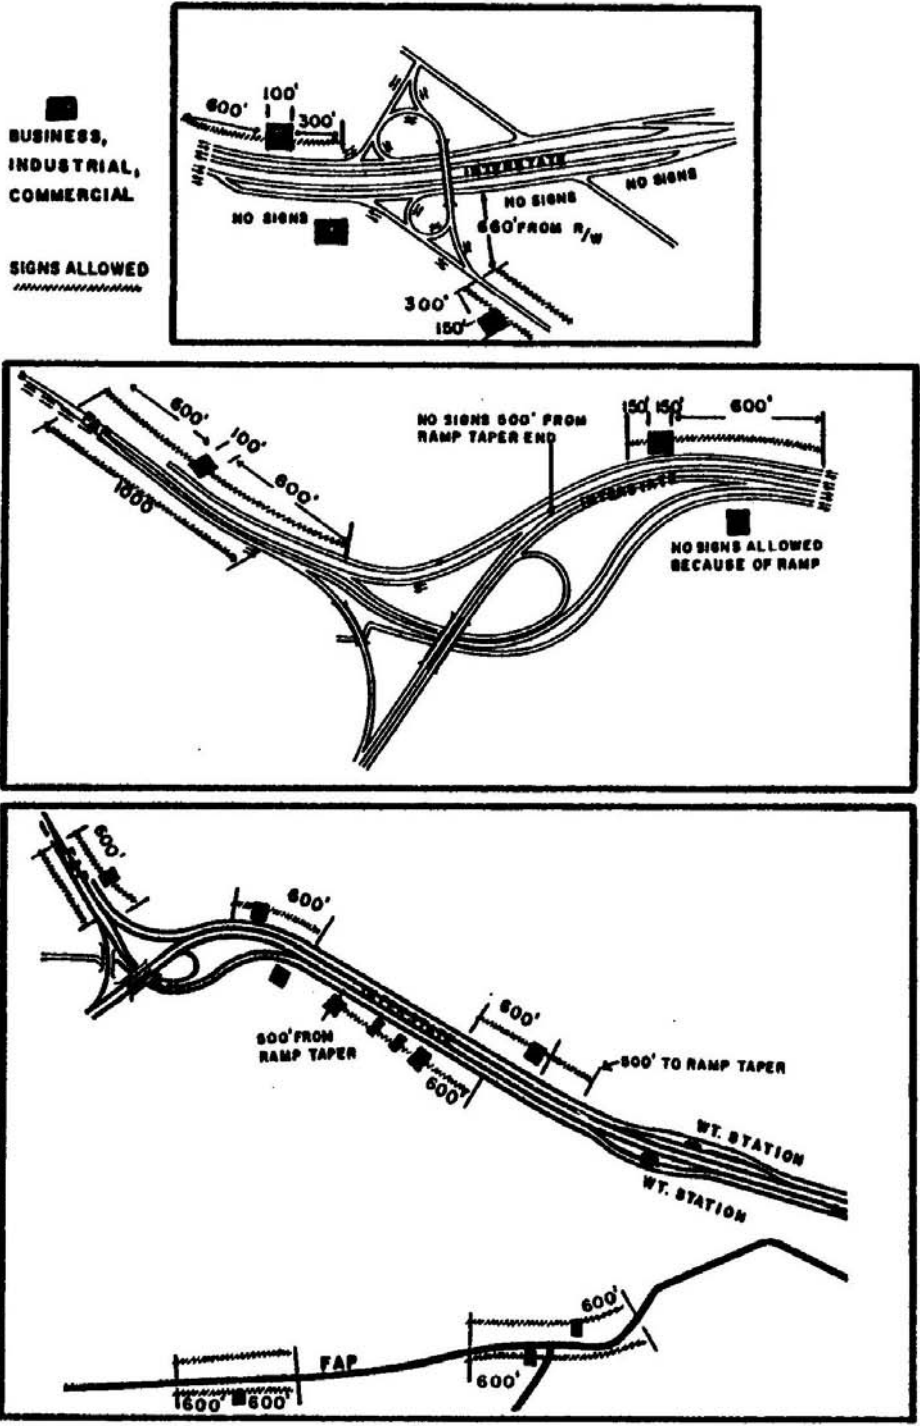 BUSINESS,
INDUSTRIAL,
COMMERCIAL
SIGNS ALLOWED
600'
100'
300'
INTERSTATE
NO SIGNS
NO SIGNS
NO SIGNS
660' FROM R/W
300'
150'
600'
100'
600'
1000
NO SIGNS 500' FROM
RAMP TAPER END
150' 150'
600'
INTERSTATE
NO SIGNS ALLOWED
BECAUSE OF RAMP
600'
600'
INTERSTATE
500' FROM
RAMP TAPER
600'
600'
500' TO RAMP TAPER
WT. STATION
WT. STATION
600'
600'
FAP
600' 600'